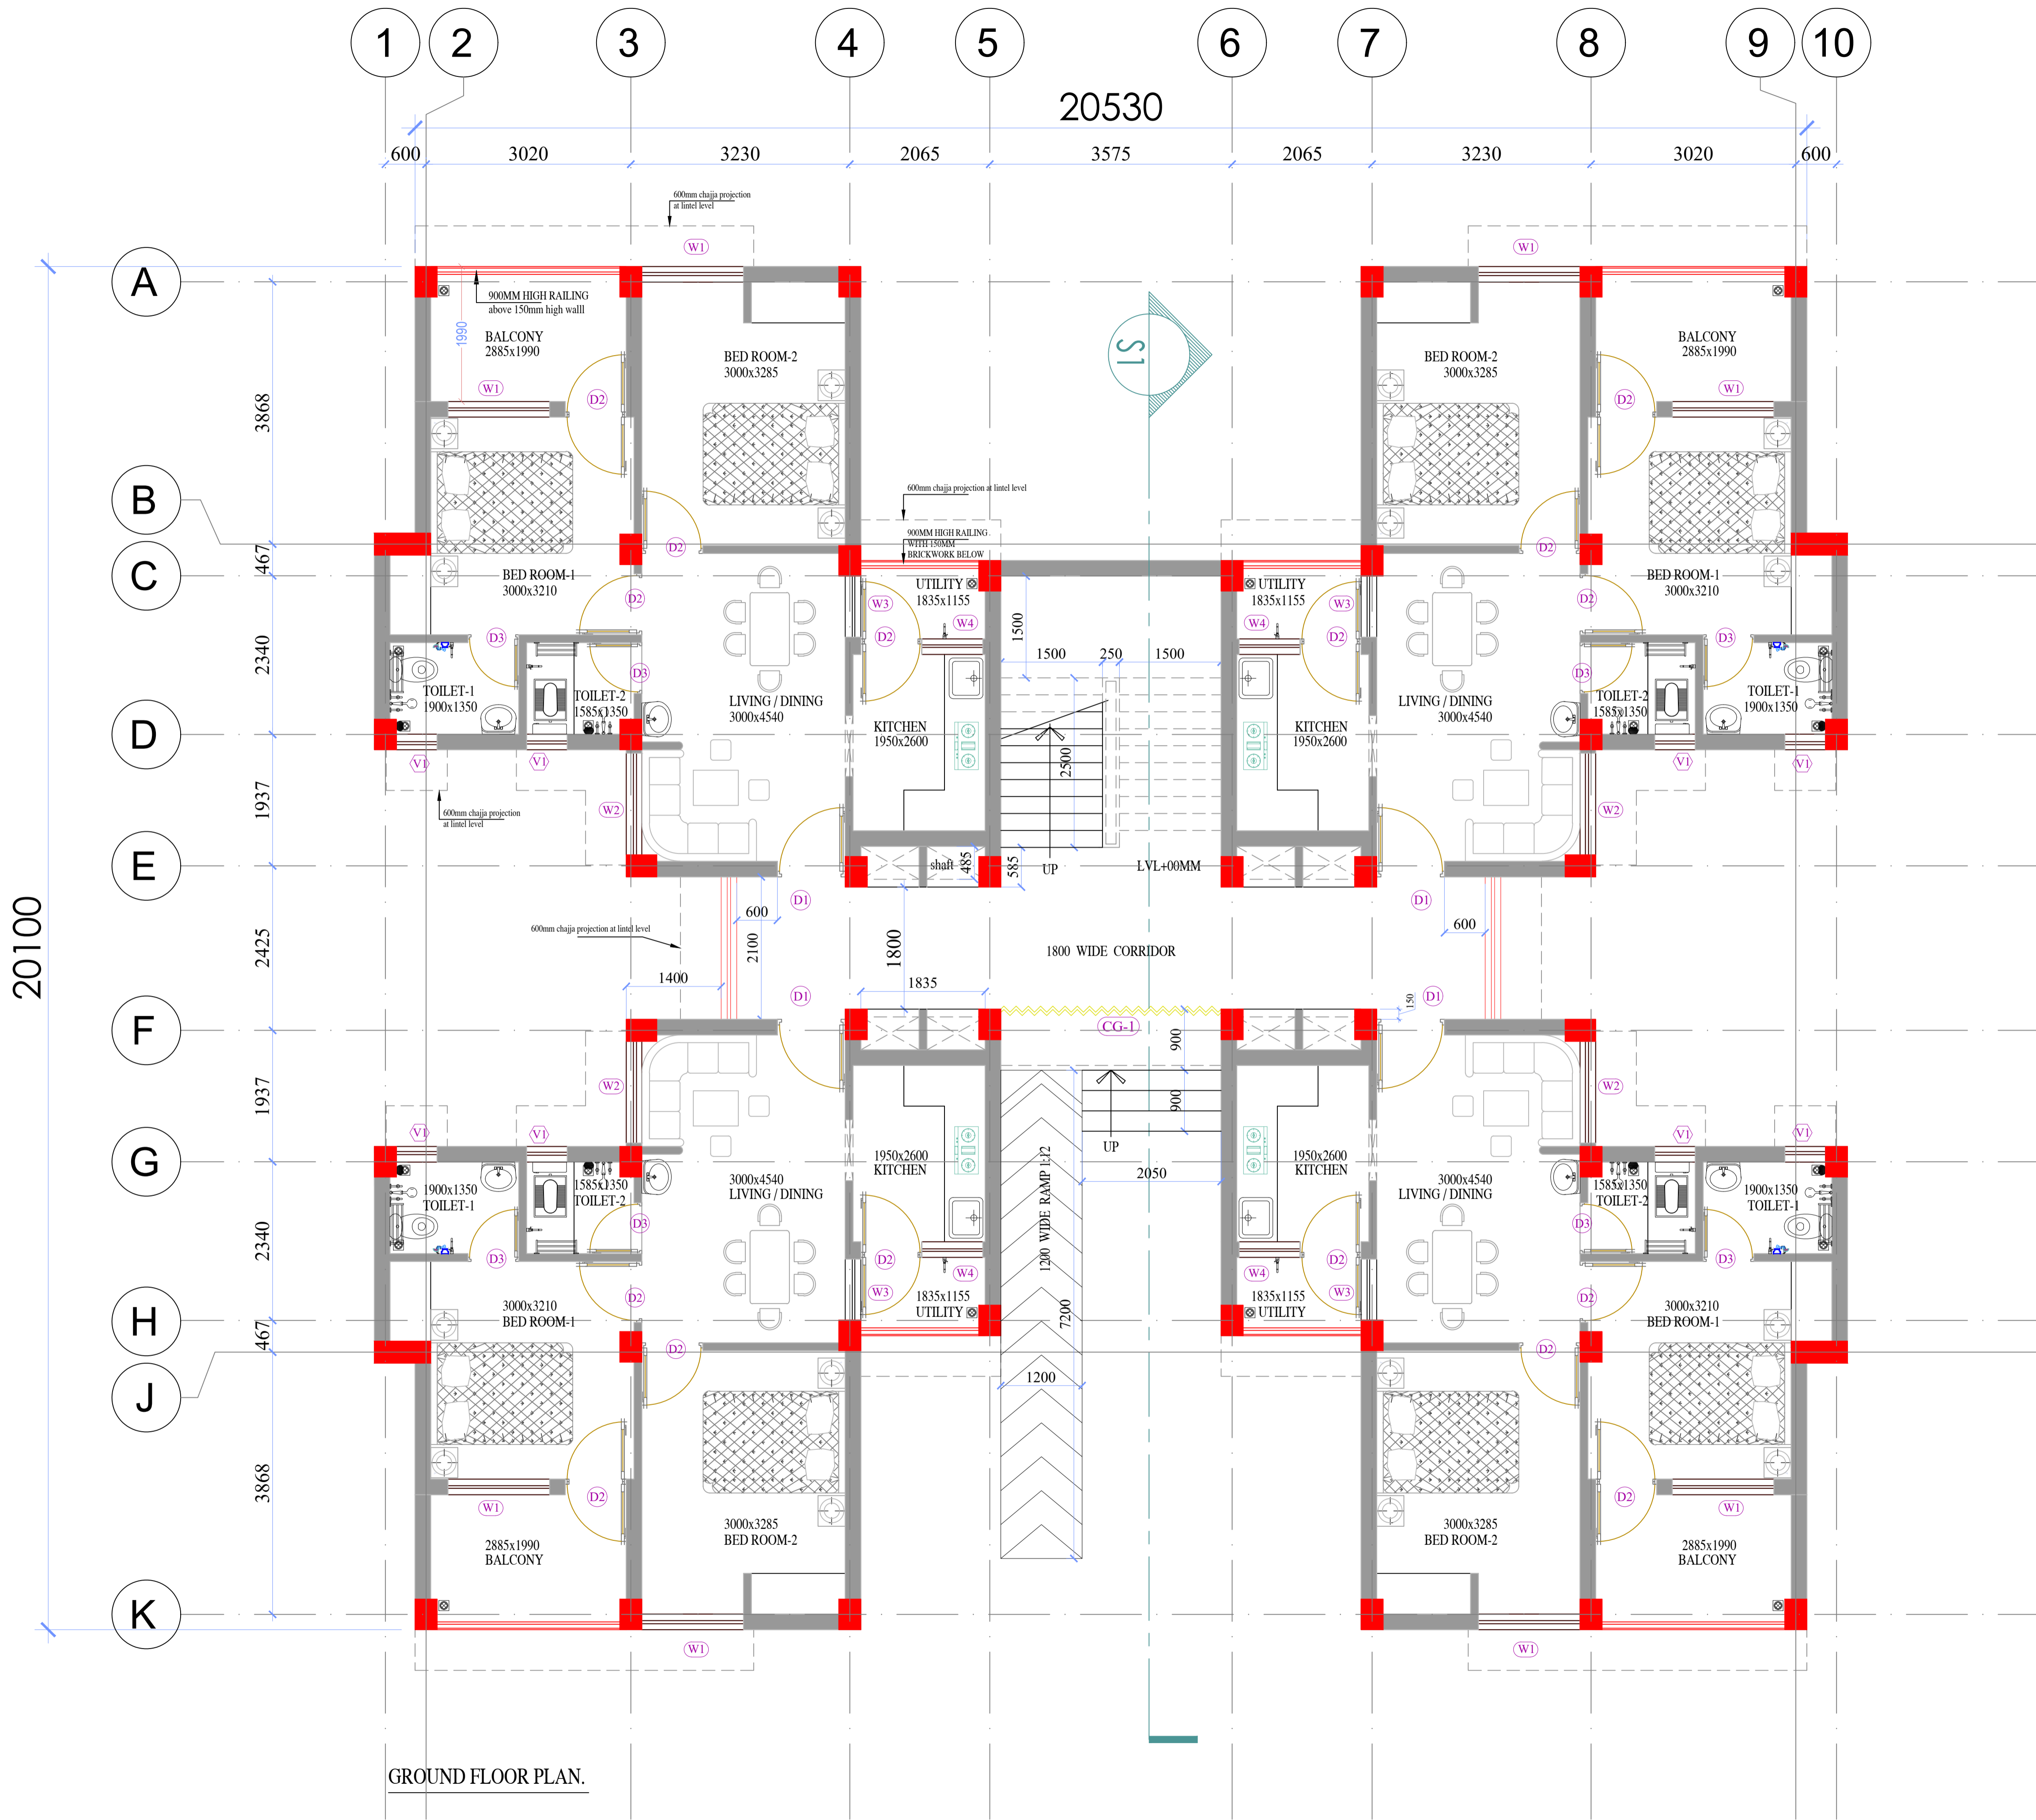 1 2 3 4 5 6 7 8 9 10
20530
600 3020 3230 2065 3575 2065 3230 3020 600
600mm chajja projection
at lintel level
W1 W1
A
900MM HIGH RAILING
above 150mm high walll
1990
S1
BALCONY
2885x1990
BED ROOM-2
3000x3285
BED ROOM-2
3000x3285
BALCONY
2885x1990
W1 D2 D2 W1
3868
B
600mm chajja projection at lintel level
900MM HIGH RAILING
WITH 150MM
BRICKWORK BELOW
D2 D2
467
C
BED ROOM-1
3000x3210
UTILITY
1835x1155
UTILITY
1835x1155
BED ROOM-1
3000x3210
D2 W3 W4 W4 W3 D2
1500
D3 D2 D2 D3
2340
1500 250 1500
D3 D3
TOILET-1
1900x1350
TOILET-2
1585x1350
LIVING / DINING
3000x4540
KITCHEN
1950x2600
KITCHEN
1950x2600
LIVING / DINING
3000x4540
TOILET-2
1585x1350
TOILET-1
1900x1350
D
V1 V1 V1 V1
2500
1937
W2 W2
600mm chajja projection
at lintel level
E
shaft 485 585 UP LVL+00MM
D1 D1
600 600
20100
2425
600mm chajja projection at lintel level
2100
1800
1800 WIDE CORRIDOR
1400
1835
D1 D1
150
F
CG-1
900
1937
W2 W2
900
V1 V1 V1 V1
UP
G
1900x1350
TOILET-1
1585x1350
TOILET-2
3000x4540
LIVING / DINING
1950x2600
KITCHEN
2050
1950x2600
KITCHEN
3000x4540
LIVING / DINING
1585x1350
TOILET-2
1900x1350
TOILET-1
1200 WIDE RAMP 1:12
2340
D3 D3
D3 D2 D2 D3
W4 W4
D2 W3 W3 D2
3000x3210
BED ROOM-1
1835x1155
UTILITY
1835x1155
UTILITY
3000x3210
BED ROOM-1
7200
H
467
D2 D2
J
1200
3868
D2 D2
W1 W1
2885x1990
BALCONY
3000x3285
BED ROOM-2
3000x3285
BED ROOM-2
2885x1990
BALCONY
K
W1 W1
GROUND FLOOR PLAN.